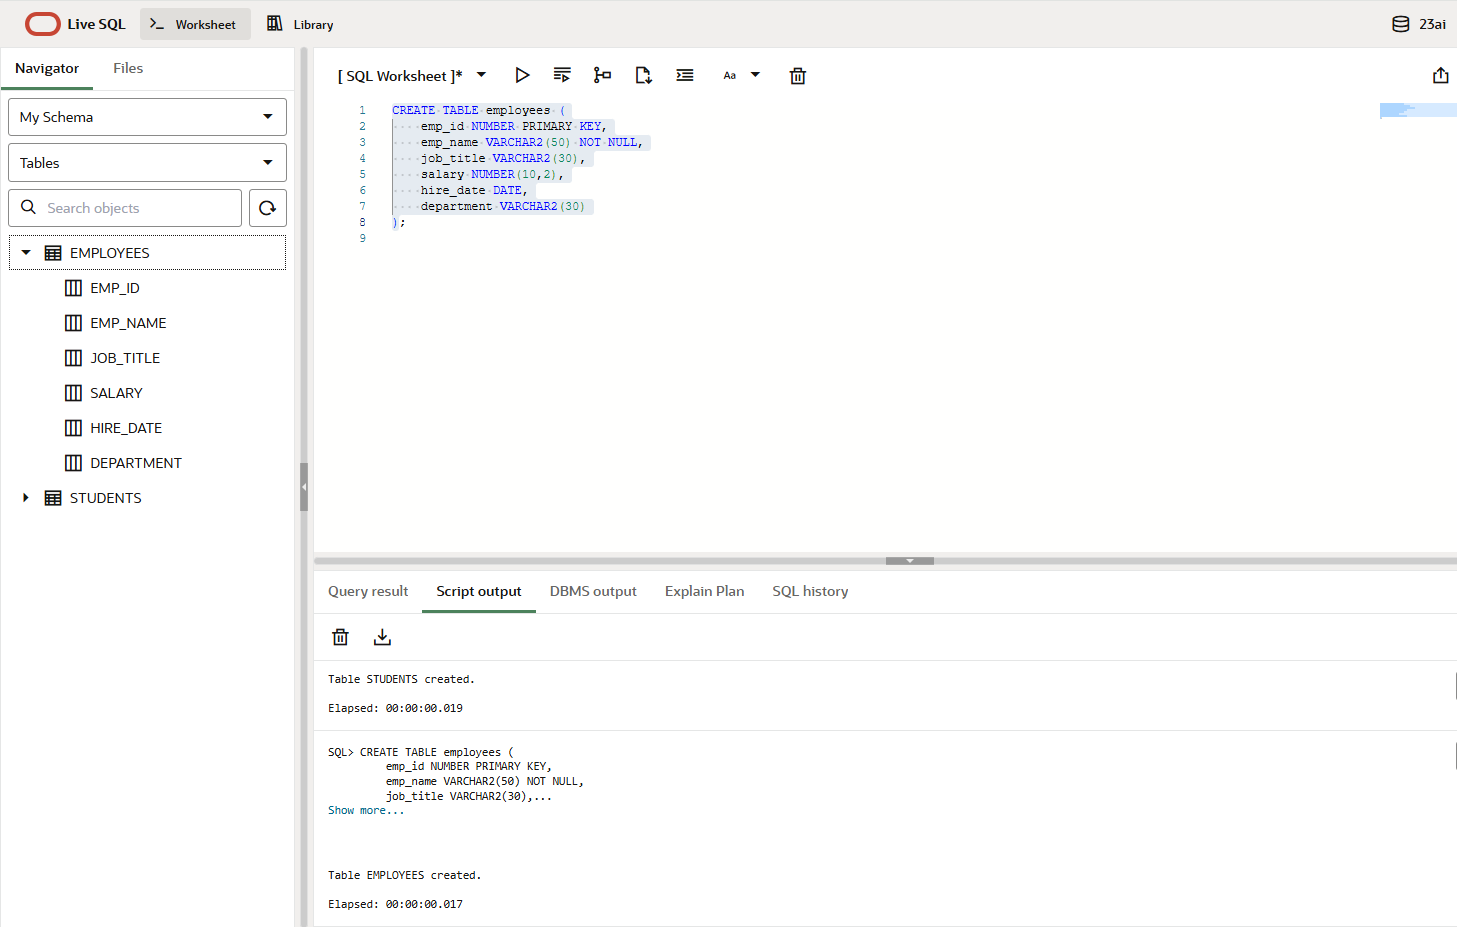 Live SQL
Worksheet
Library
23ai
Navigator
Files
My Schema
Tables
Search objects
EMPLOYEES
EMP_ID
EMP_NAME
JOB_TITLE
SALARY
HIRE_DATE
DEPARTMENT
STUDENTS
[ SQL Worksheet ]*
Aa
1 CREATE TABLE employees (
2     emp_id NUMBER PRIMARY KEY,
3     emp_name VARCHAR2(50) NOT NULL,
4     job_title VARCHAR2(30),
5     salary NUMBER(10,2),
6     hire_date DATE,
7     department VARCHAR2(30)
8 );
9
Query result
Script output
DBMS output
Explain Plan
SQL history
Table STUDENTS created.
Elapsed: 00:00:00.019
SQL> CREATE TABLE employees (
emp_id NUMBER PRIMARY KEY,
emp_name VARCHAR2(50) NOT NULL,
job_title VARCHAR2(30),...
Show more...
Table EMPLOYEES created.
Elapsed: 00:00:00.017